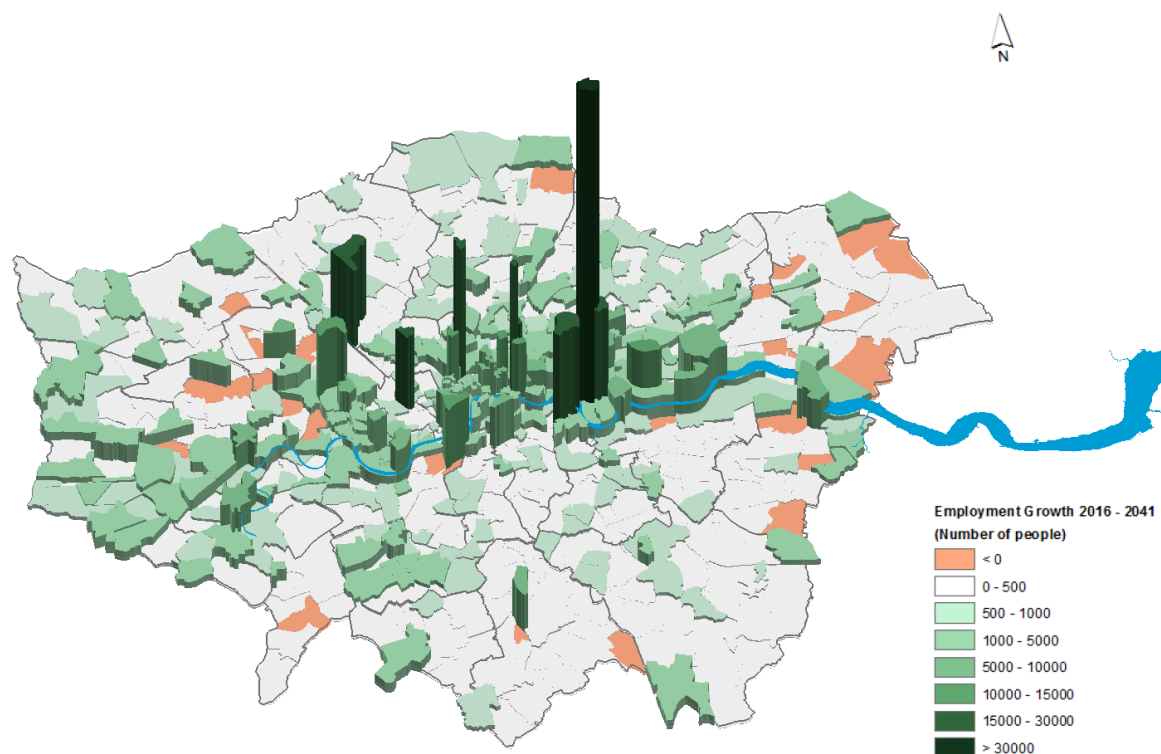 N
Employment Growth 2016 - 2041
(Number of people)
< 0
0 - 500
500 - 1000
1000 - 5000
5000 - 10000
10000 - 15000
15000 - 30000
> 30000